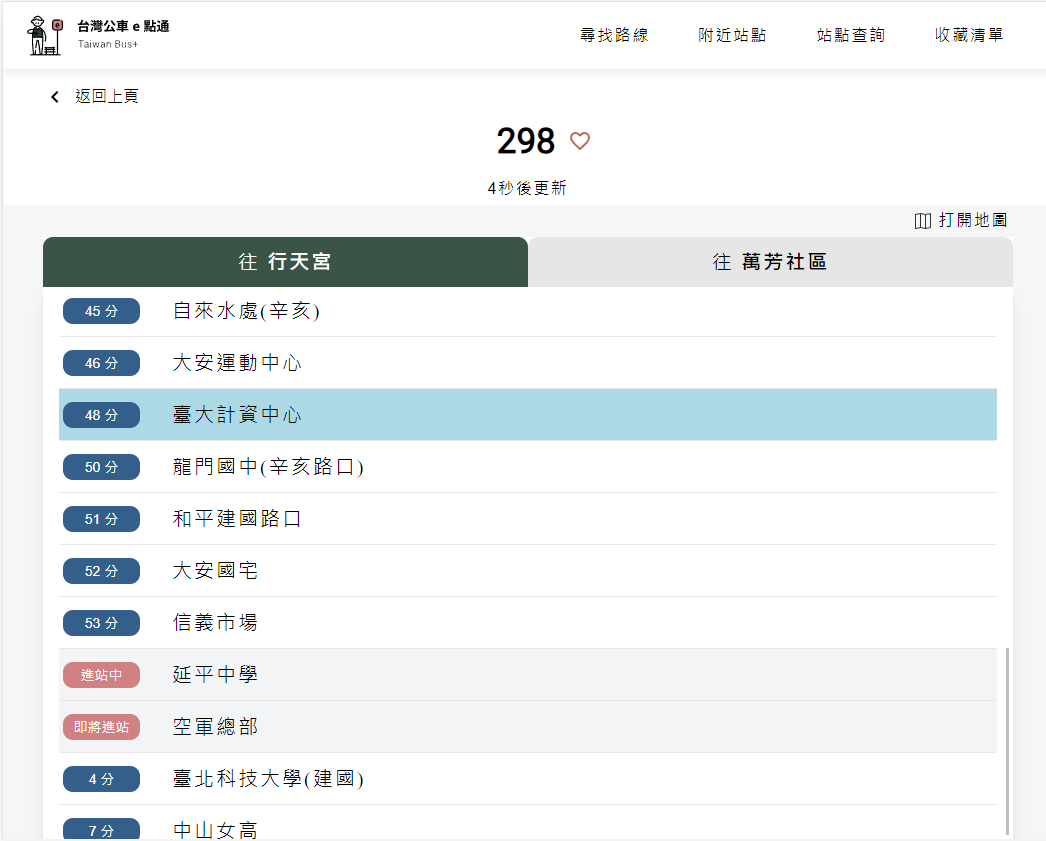 台灣公車 e 點通
Taiwan Bus+
尋找路線 附近站點 站點查詢 收藏清單
返回上頁
298
4秒後更新
打開地圖
往 行天宮 往 萬芳社區
45 分 自來水處(辛亥)
46 分 大安運動中心
48 分 臺大計資中心
50 分 龍門國中(辛亥路口)
51 分 和平建國路口
52 分 大安國宅
53 分 信義市場
進站中 延平中學
即將進站 空軍總部
4 分 臺北科技大學(建國)
7 分 中山女高